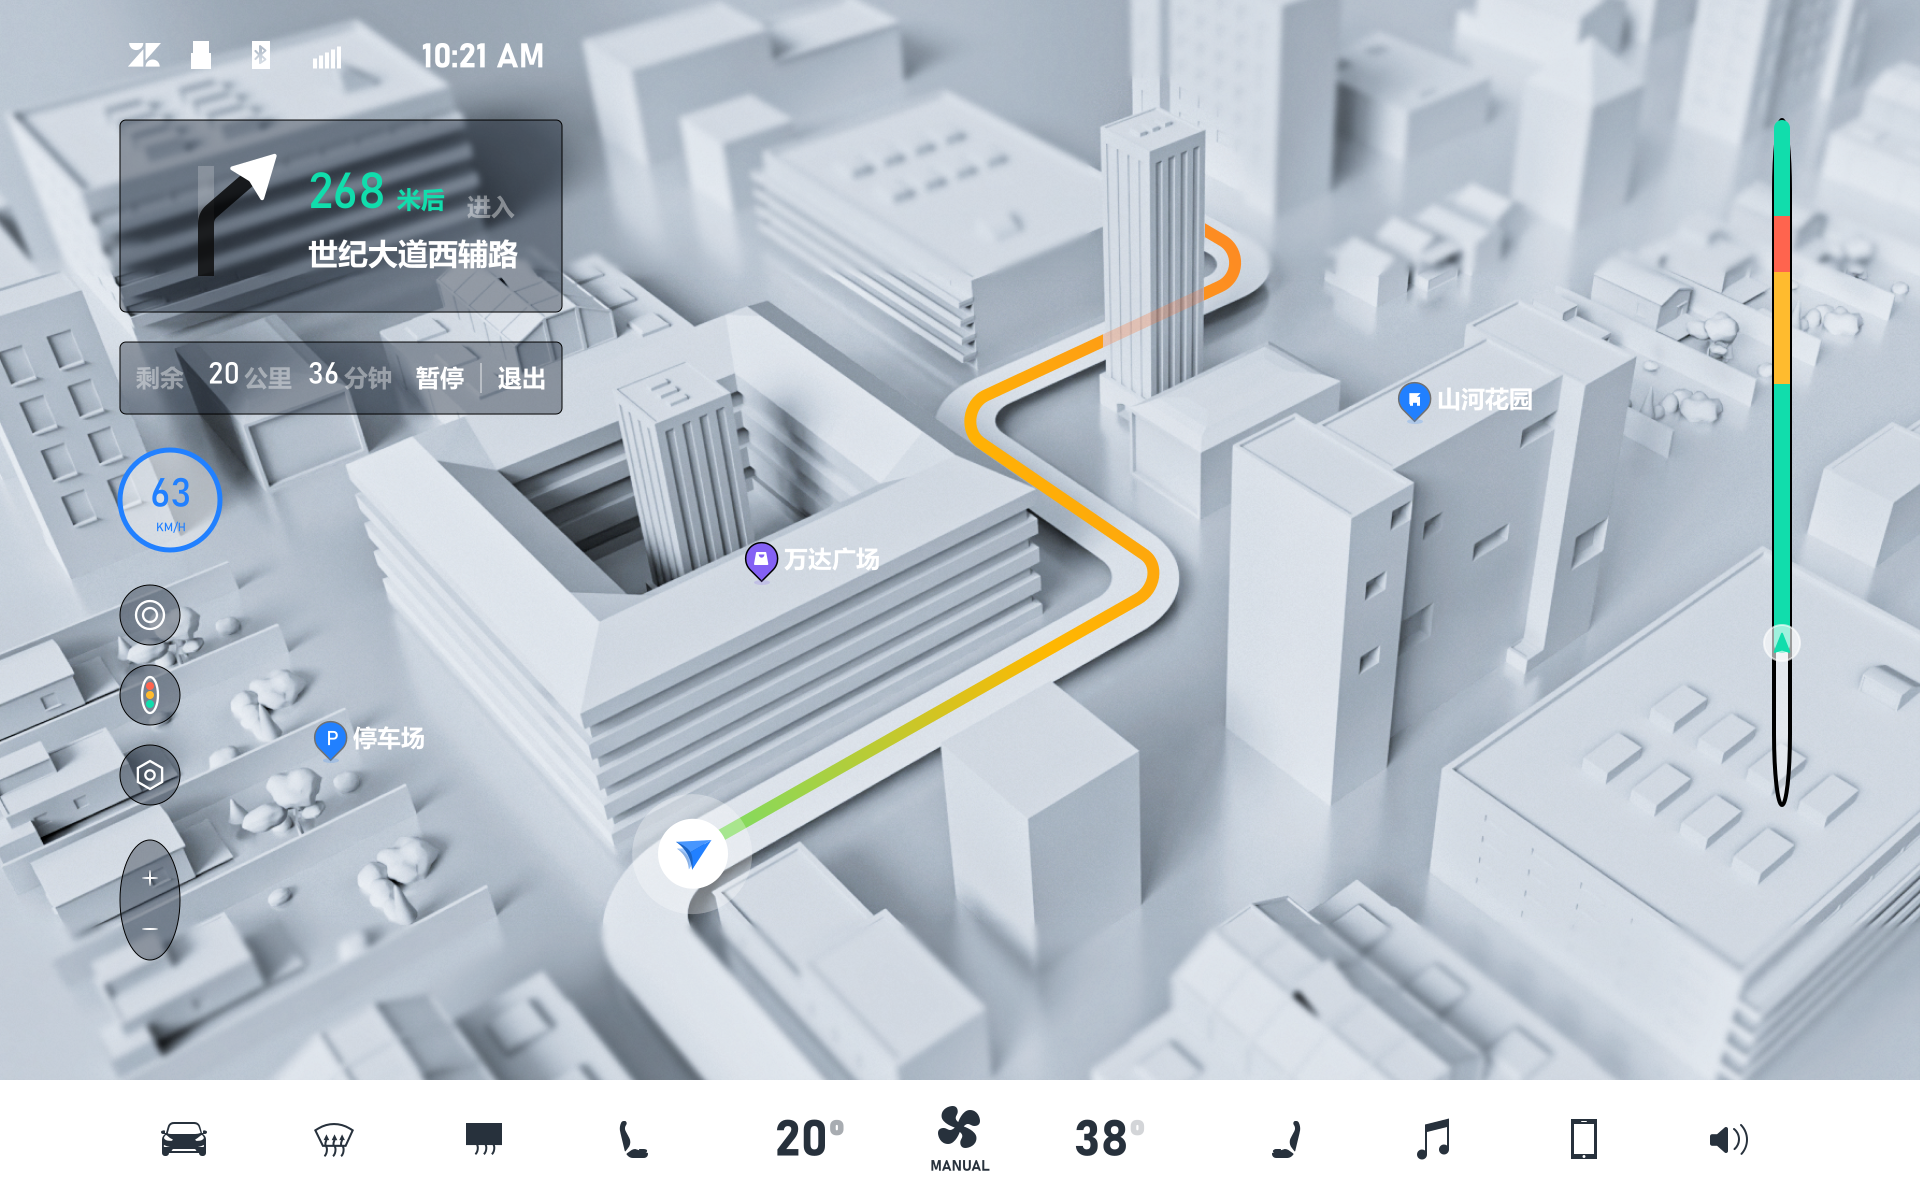 10:21 AM
268 米后 进入
世纪大道西辅路
剩余 20 公里 36 分钟 暂停 退出
63
KM/H
山河花园
万达广场
P 停车场
+
−
20°
MANUAL
38°